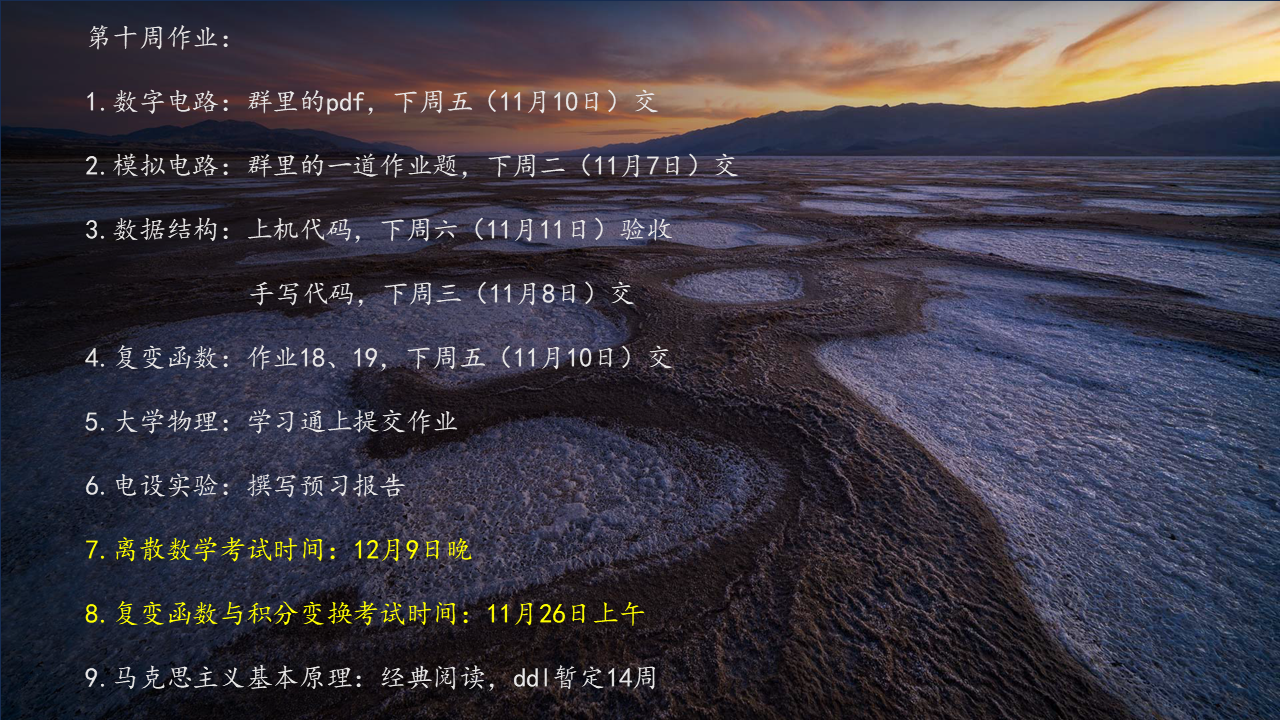 第十周作业：
1.数字电路：群里的pdf，下周五（11月10日）交
2.模拟电路：群里的一道作业题，下周二（11月7日）交
3.数据结构：上机代码，下周六（11月11日）验收
手写代码，下周三（11月8日）交
4.复变函数：作业18、19，下周五（11月10日）交
5.大学物理：学习通上提交作业
6.电设实验：撰写预习报告
7.离散数学考试时间：12月9日晚
8.复变函数与积分变换考试时间：11月26日上午
9.马克思主义基本原理：经典阅读，ddl暂定14周